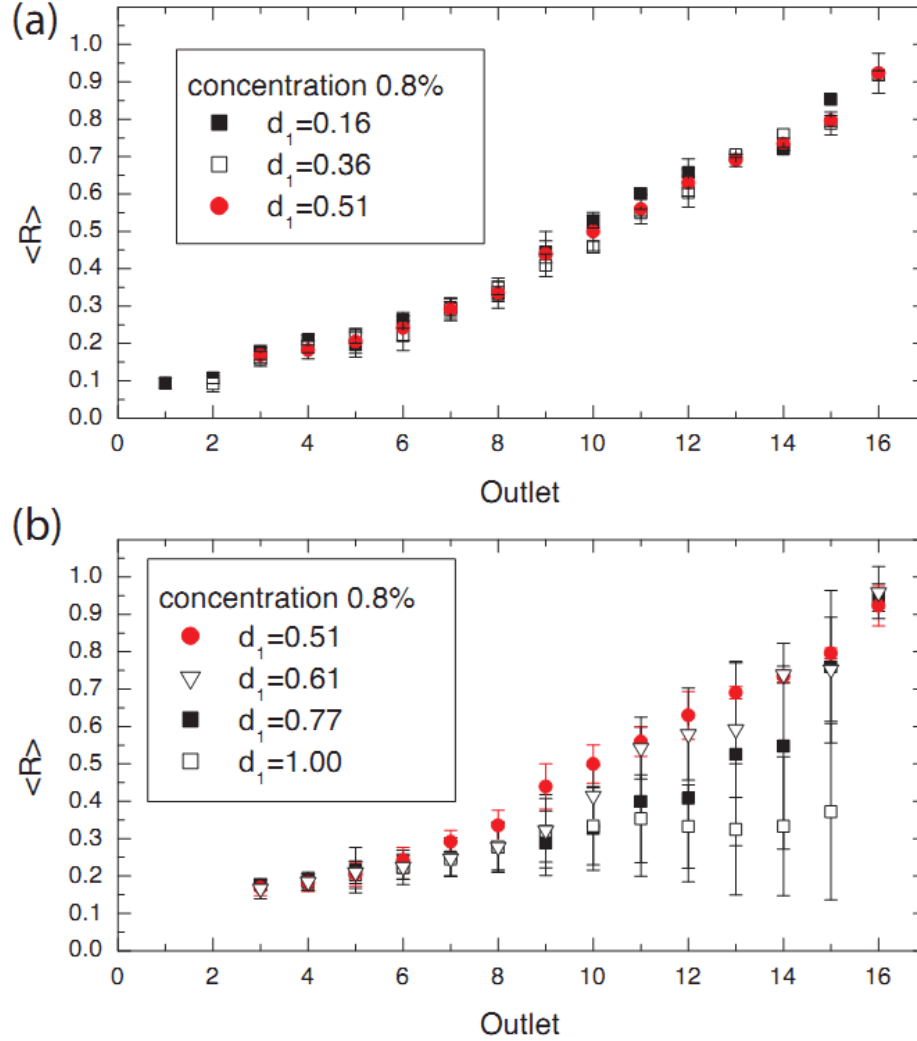 (a)
concentration 0.8%
d₁=0.16
d₁=0.36
d₁=0.51
<R>
1.0
0.9
0.8
0.7
0.6
0.5
0.4
0.3
0.2
0.1
0.0
0 2 4 6 8 10 12 14 16
Outlet
(b)
concentration 0.8%
d₁=0.51
d₁=0.61
d₁=0.77
d₁=1.00
<R>
1.0
0.9
0.8
0.7
0.6
0.5
0.4
0.3
0.2
0.1
0.0
0 2 4 6 8 10 12 14 16
Outlet